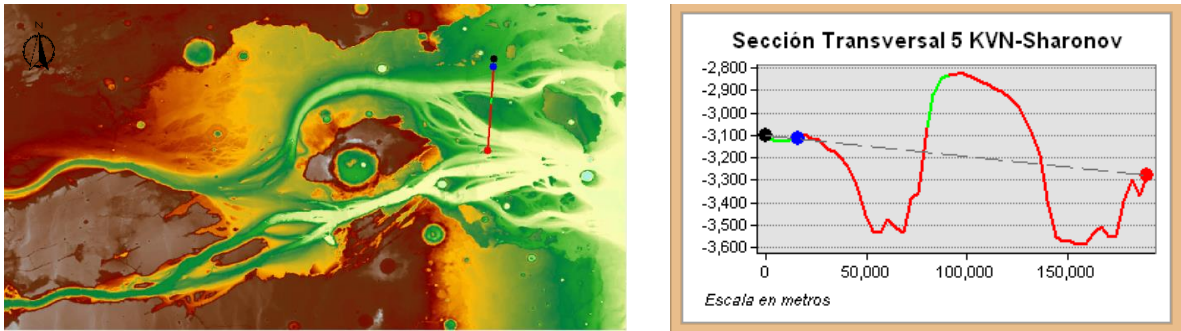 N
Sección Transversal 5 KVN-Sharonov
-2,800
-2,900
-3,000
-3,100
-3,200
-3,300
-3,400
-3,500
-3,600
0 50,000 100,000 150,000
Escala en metros